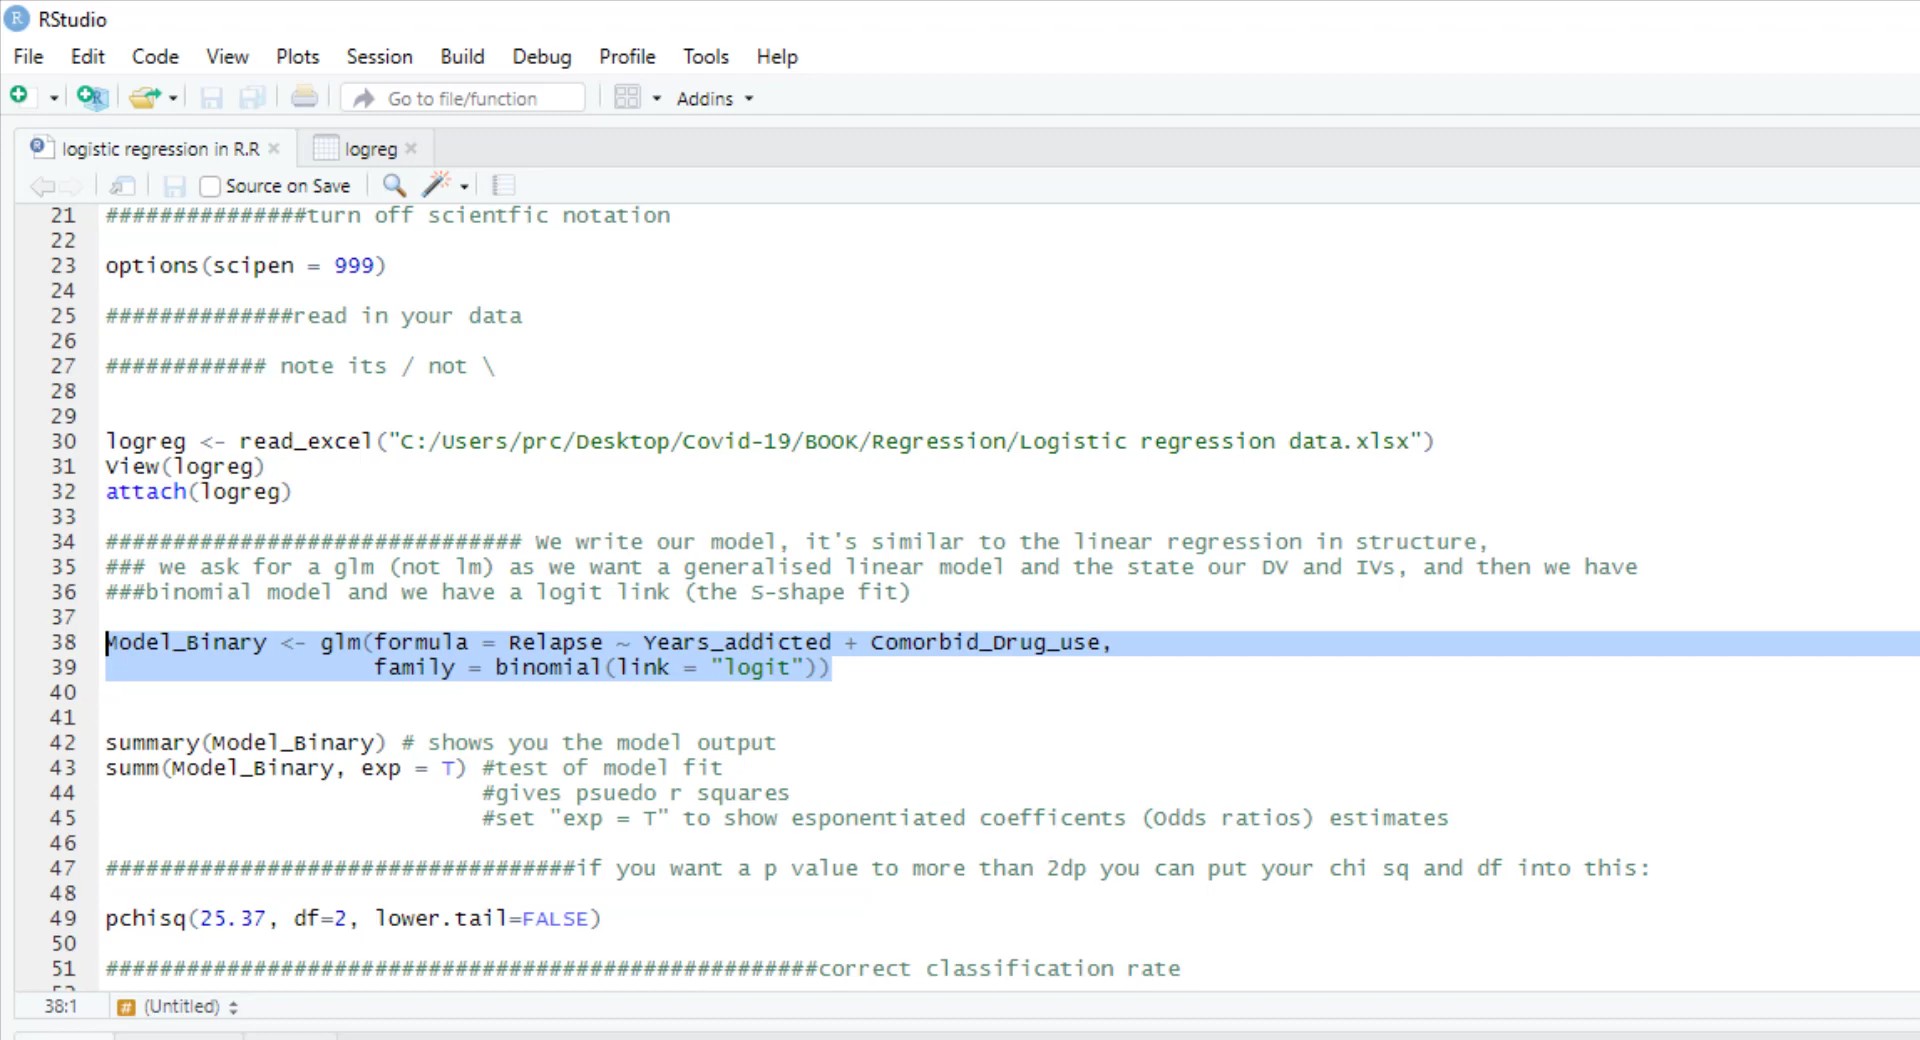 RStudio
File Edit Code View Plots Session Build Debug Profile Tools Help
Go to file/function Addins
logistic regression in R.R logreg
Source on Save
21 ###############turn off scientfic notation
22
23 options(scipen = 999)
24
25 ##############read in your data
26
27 ############ note its / not \
28
29
30 logreg <- read_excel("C:/Users/prc/Desktop/Covid-19/BOOK/Regression/Logistic regression data.xlsx")
31 View(logreg)
32 attach(logreg)
33
34 ############################### We write our model, it's similar to the linear regression in structure,
35 ### we ask for a glm (not lm) as we want a generalised linear model and the state our DV and IVs, and then we have
36 ###binomial model and we have a logit link (the S-shape fit)
37
38 Model_Binary <- glm(formula = Relapse ~ Years_addicted + Comorbid_Drug_use,
39 family = binomial(link = "logit"))
40
41
42 summary(Model_Binary) # shows you the model output
43 summ(Model_Binary, exp = T) #test of model fit
44 #gives psuedo r squares
45 #set "exp = T" to show esponentiated coefficents (Odds ratios) estimates
46
47 ###################################if you want a p value to more than 2dp you can put your chi sq and df into this:
48
49 pchisq(25.37, df=2, lower.tail=FALSE)
50
51 #####################################################correct classification rate
38:1 # (Untitled)